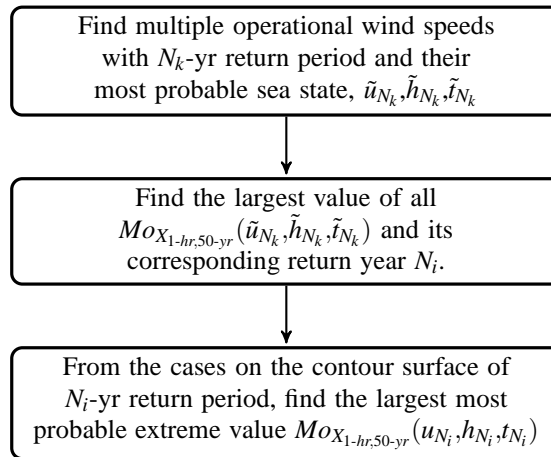 Find multiple operational wind speeds
with N_k-yr return period and their
most probable sea state, ũ_{N_k},h̃_{N_k},t̃_{N_k}
Find the largest value of all
Mo_{X_{1-hr,50-yr}}(ũ_{N_k},h̃_{N_k},t̃_{N_k}) and its
corresponding return year N_i.
From the cases on the contour surface of
N_i-yr return period, find the largest most
probable extreme value Mo_{X_{1-hr,50-yr}}(u_{N_i},h_{N_i},t_{N_i})